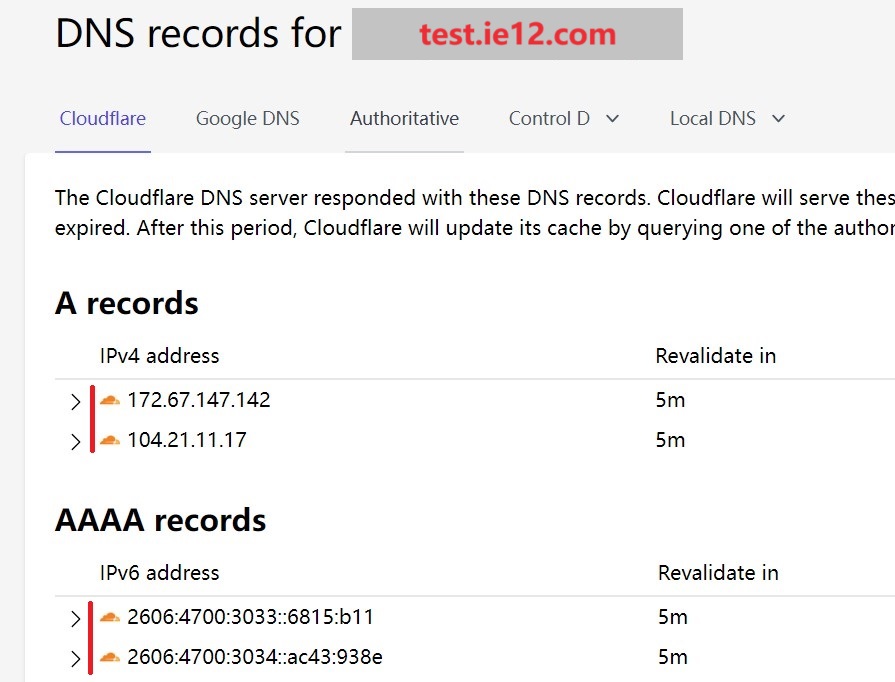 DNS records for test.ie12.com
Cloudflare Google DNS Authoritative Control D Local DNS
The Cloudflare DNS server responded with these DNS records. Cloudflare will serve thes
expired. After this period, Cloudflare will update its cache by querying one of the author
A records
IPv4 address Revalidate in
172.67.147.142 5m
104.21.11.17 5m
AAAA records
IPv6 address Revalidate in
2606:4700:3033::6815:b11 5m
2606:4700:3034::ac43:938e 5m